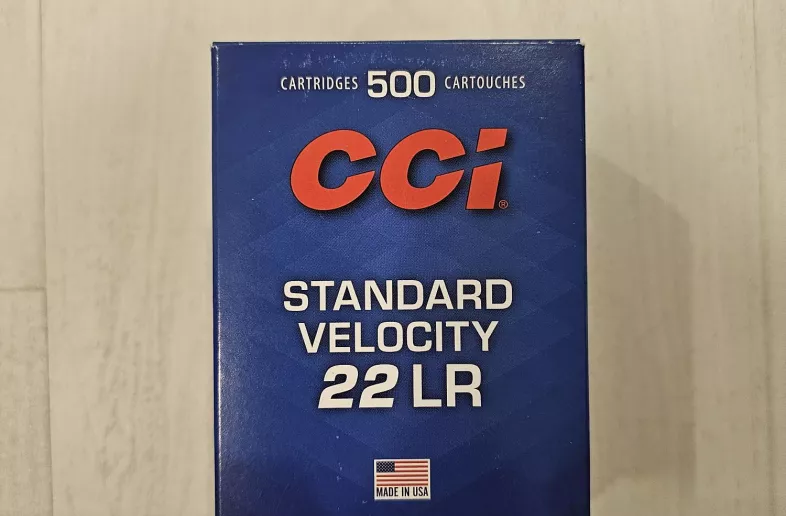 CARTRIDGES 500 CARTOUCHES
CCi®
STANDARD
VELOCITY
22 LR
MADE IN USA